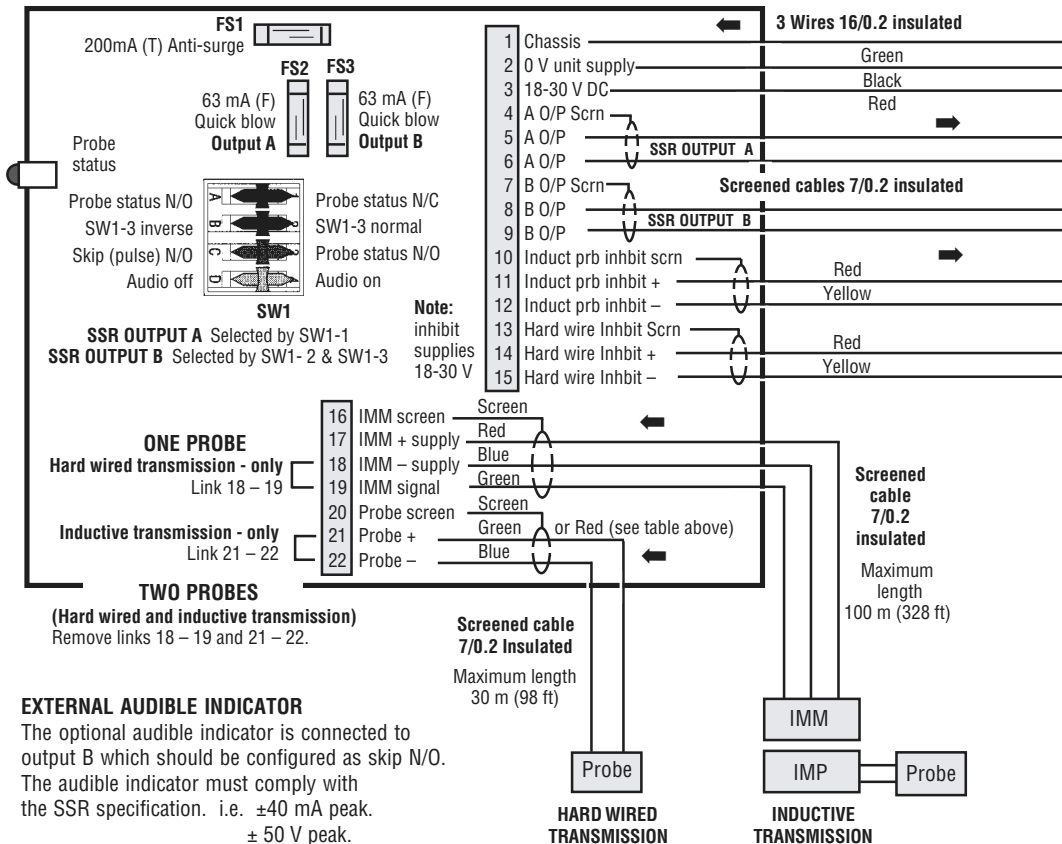 FS1
200mA (T) Anti-surge
FS2
63 mA (F)
Quick blow
Output A
FS3
63 mA (F)
Quick blow
Output B
Probe
status
Probe status N/O
A
1
Probe status N/C
SW1-3 inverse
B
2
SW1-3 normal
Skip (pulse) N/O
C
3
Probe status N/O
Audio off
D
4
Audio on
SW1
SSR OUTPUT A Selected by SW1-1
SSR OUTPUT B Selected by SW1- 2 & SW1-3
Note:
inhibit
supplies
18-30 V
1 Chassis
2 0 V unit supply
3 18-30 V DC
4 A O/P Scrn
5 A O/P
6 A O/P
7 B O/P Scrn
8 B O/P
9 B O/P
10 Induct prb inhbit scrn
11 Induct prb inhbit +
12 Induct prb inhbit –
13 Hard wire Inhbit Scrn
14 Hard wire Inhbit +
15 Hard wire Inhbit –
3 Wires 16/0.2 insulated
Green
Black
Red
SSR OUTPUT A
Screened cables 7/0.2 insulated
SSR OUTPUT B
Red
Yellow
Red
Yellow
16 IMM screen Screen
17 IMM + supply Red
18 IMM – supply Blue
19 IMM signal Green
20 Probe screen Screen
21 Probe + Green or Red (see table above)
22 Probe – Blue
ONE PROBE
Hard wired transmission - only
Link 18 – 19
Inductive transmission - only
Link 21 – 22
TWO PROBES
(Hard wired and inductive transmission)
Remove links 18 – 19 and 21 – 22.
Screened
cable
7/0.2
insulated
Maximum
length
100 m (328 ft)
Screened cable
7/0.2 Insulated
Maximum length
30 m (98 ft)
EXTERNAL AUDIBLE INDICATOR
The optional audible indicator is connected to
output B which should be configured as skip N/O.
The audible indicator must comply with
the SSR specification. i.e. ±40 mA peak.
± 50 V peak.
Probe
HARD WIRED
TRANSMISSION
IMM
IMP
Probe
INDUCTIVE
TRANSMISSION